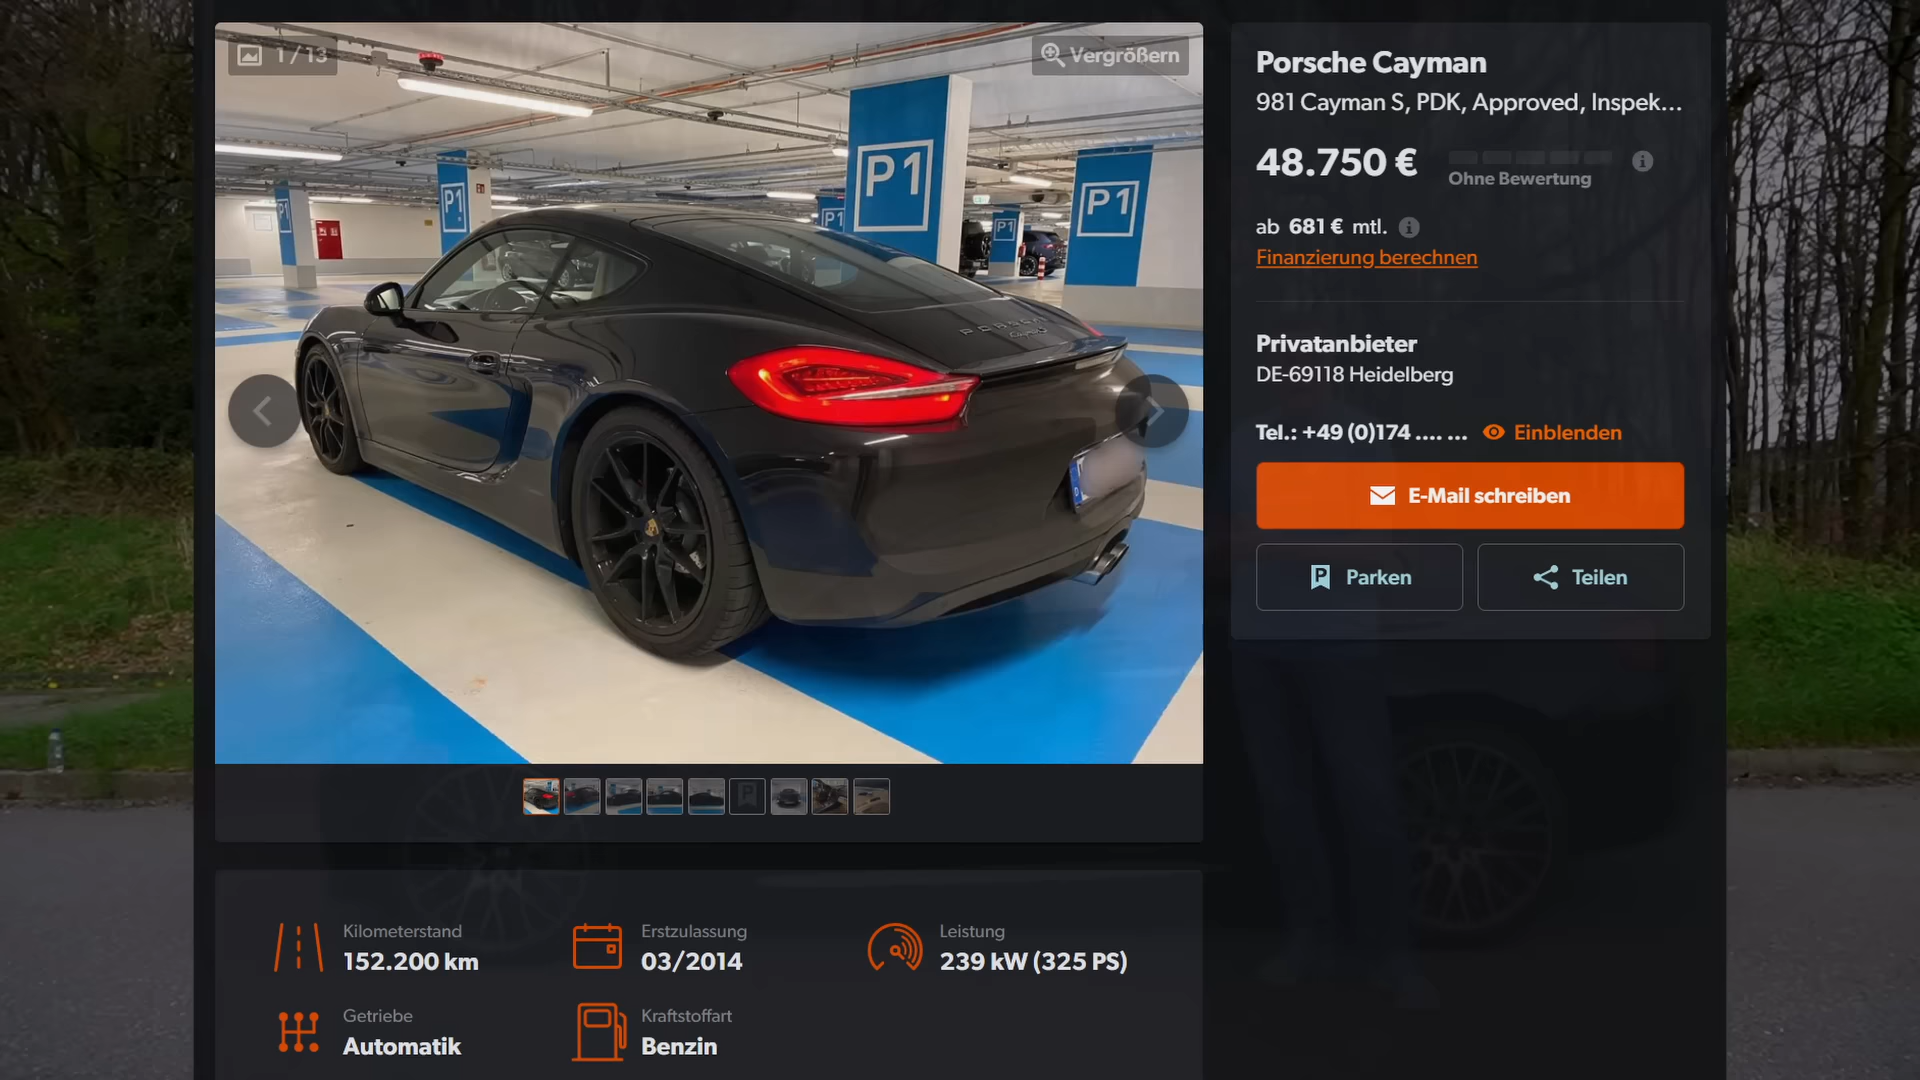 1/13
Vergrößern
P1
P1
P1
P1
P1
P1
PORSCHE
Porsche Cayman
981 Cayman S, PDK, Approved, Inspek...
48.750 €
Ohne Bewertung
ab 681 € mtl.
Finanzierung berechnen
Privatanbieter
DE-69118 Heidelberg
Tel.: +49 (0)174 .... ...
Einblenden
E-Mail schreiben
Parken
Teilen
Kilometerstand
152.200 km
Erstzulassung
03/2014
Leistung
239 kW (325 PS)
Getriebe
Automatik
Kraftstoffart
Benzin